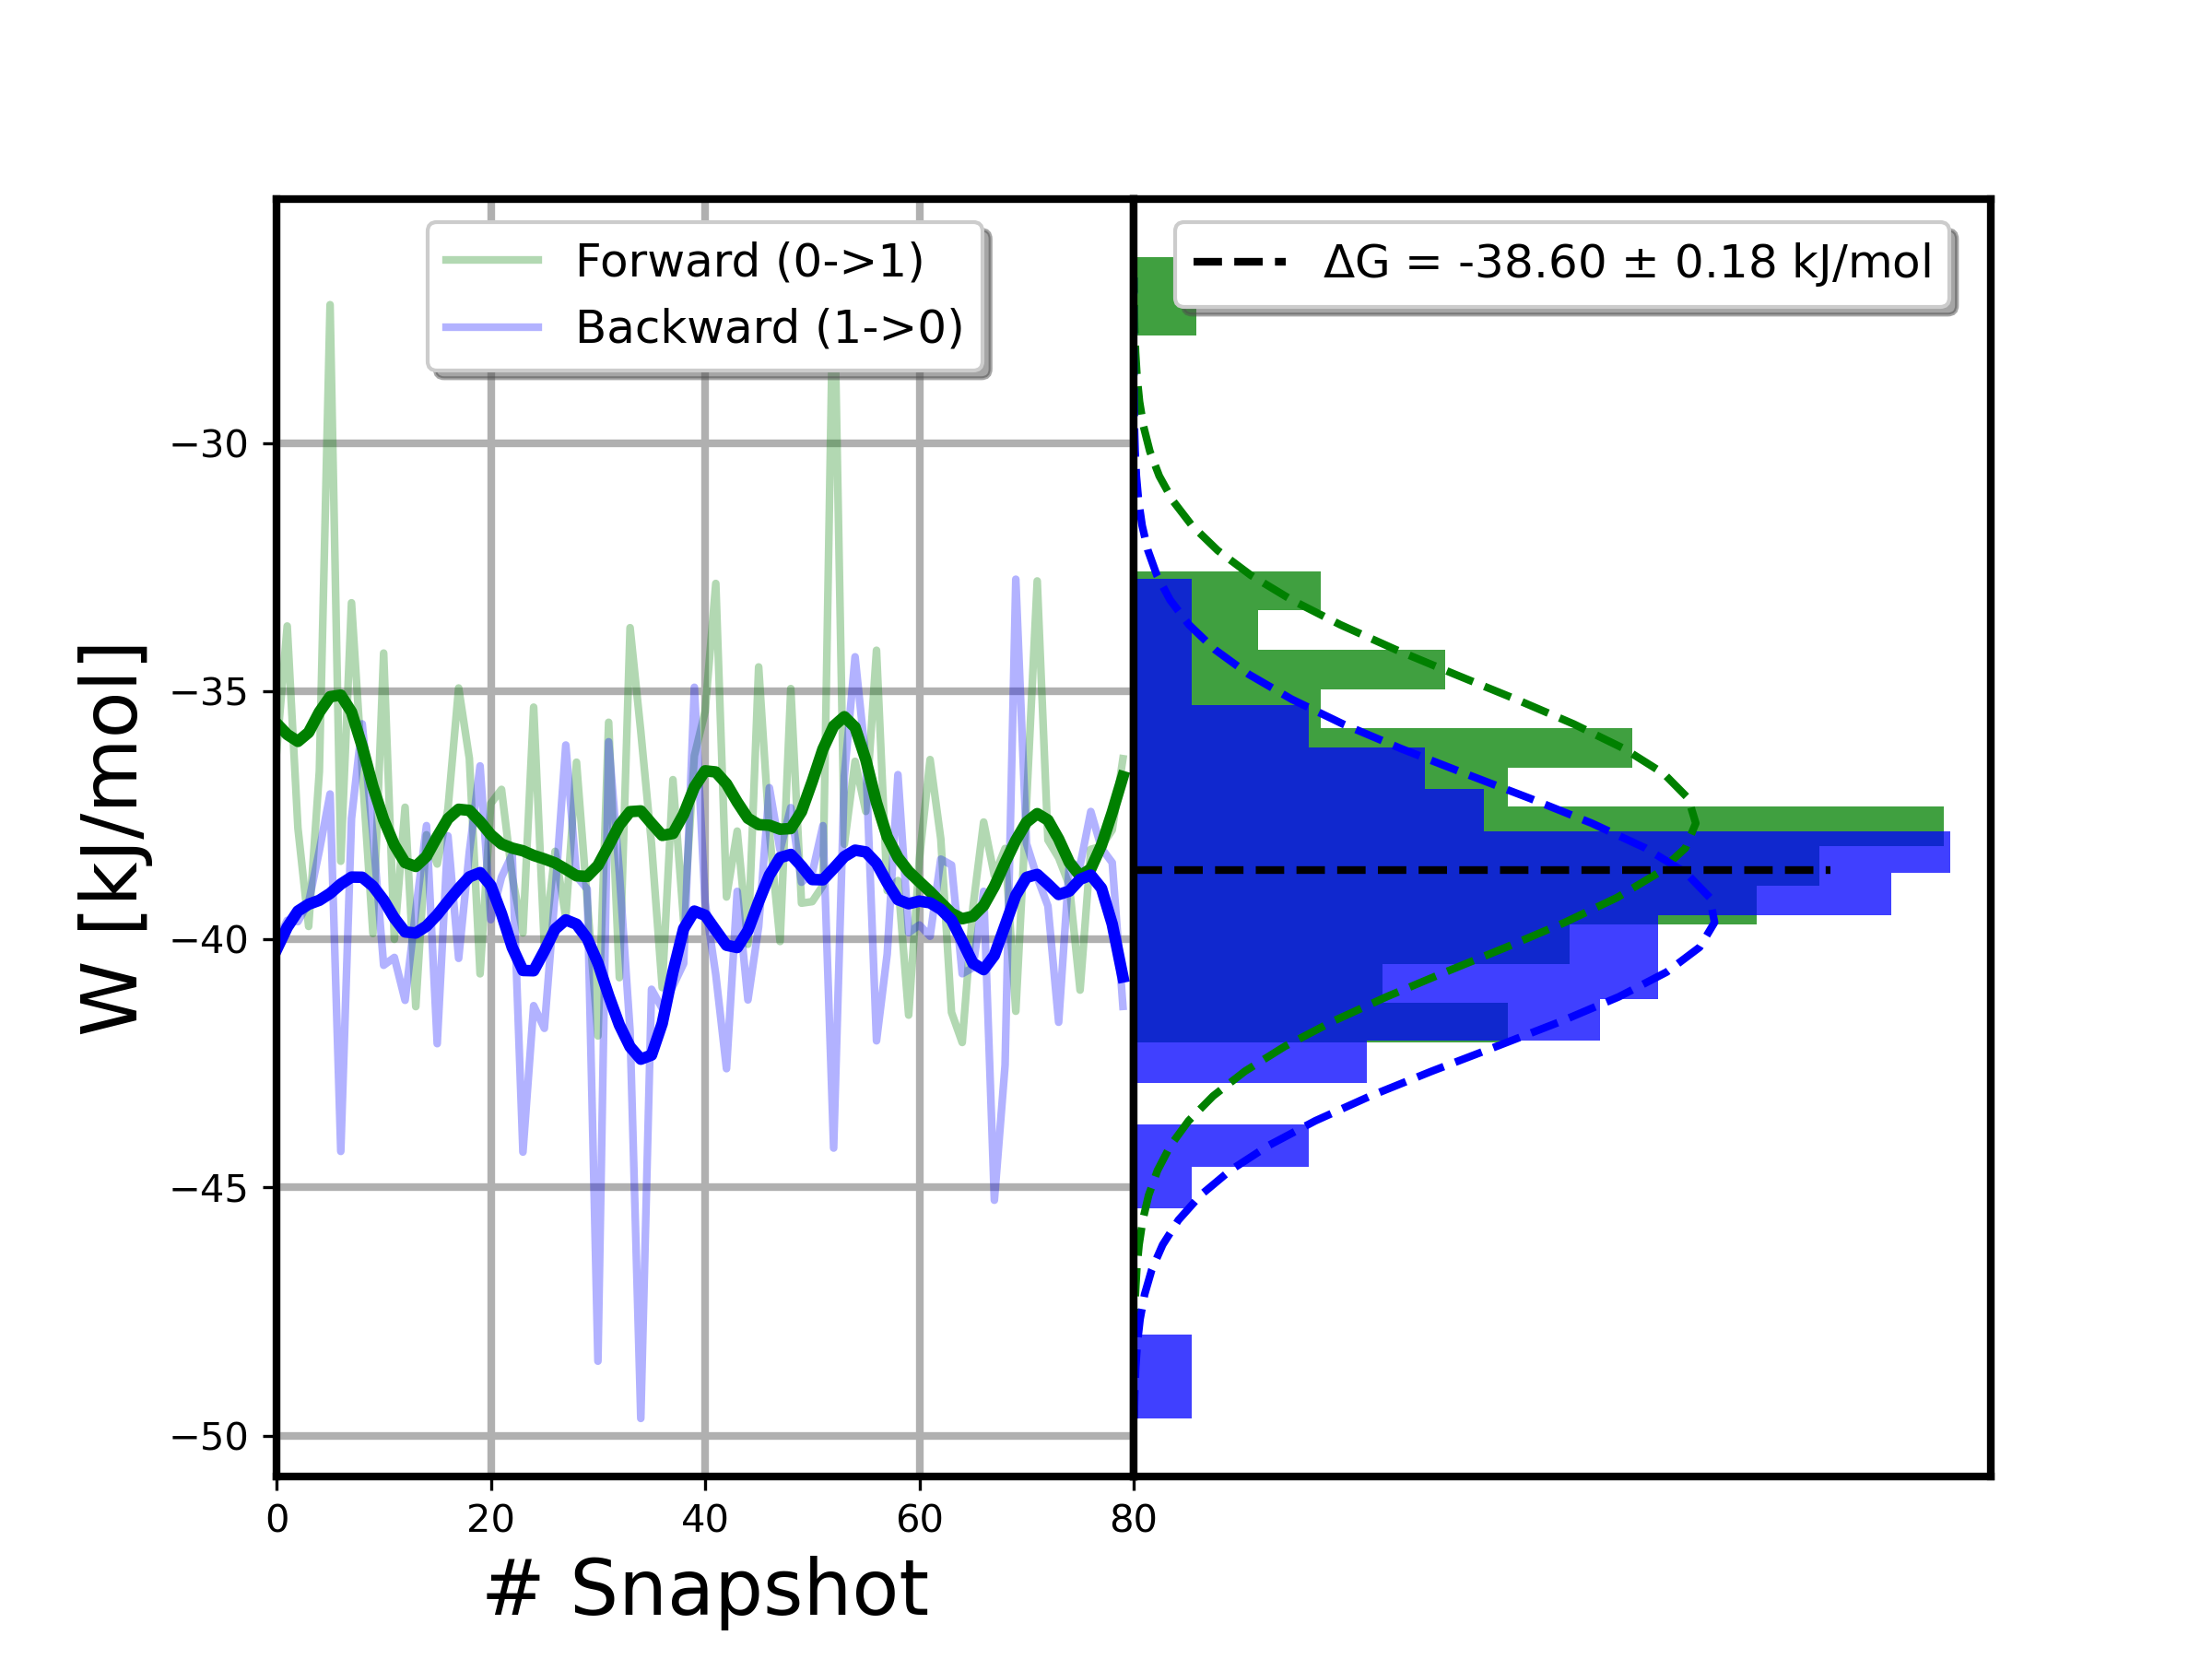 Forward (0->1)
Backward (1->0)
ΔG = -38.60 ± 0.18 kJ/mol
W [kJ/mol]
−30
−35
−40
−45
−50
0 20 40 60 80
# Snapshot